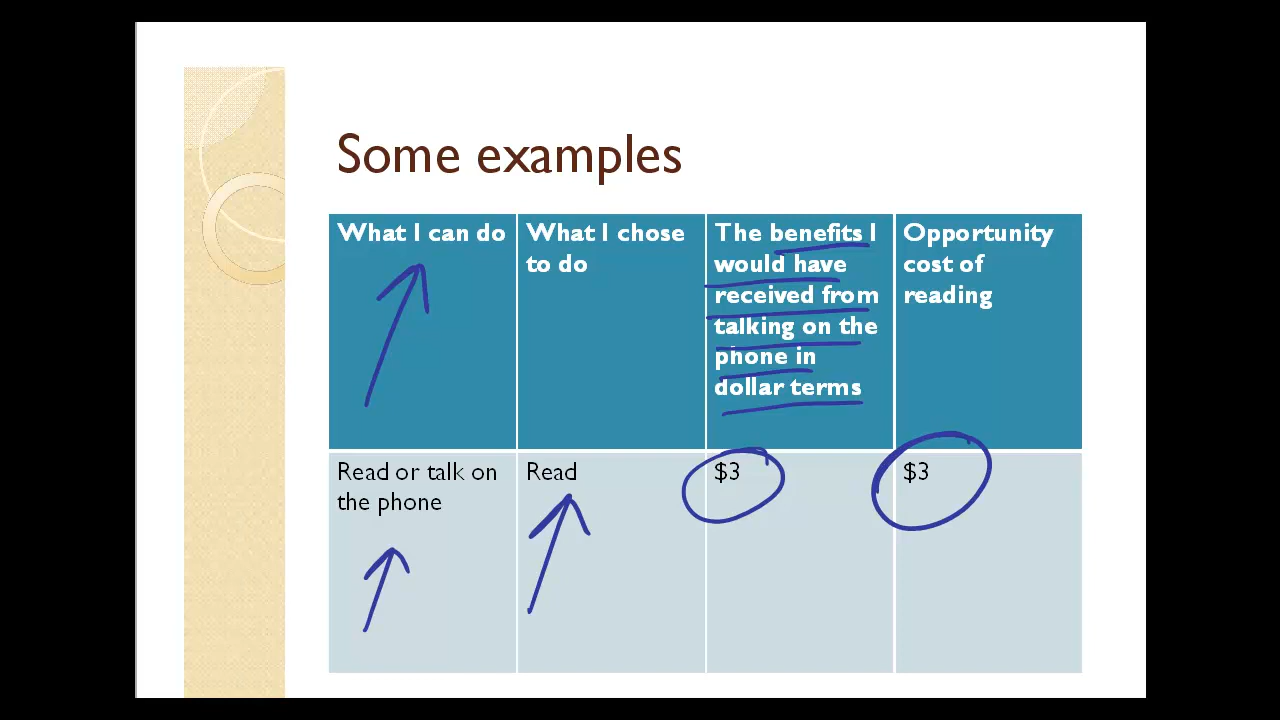 Some examples
What I can do
What I chose
to do
The benefits I
would have
received from
talking on the
phone in
dollar terms
Opportunity
cost of
reading
Read or talk on
the phone
Read
$3
$3